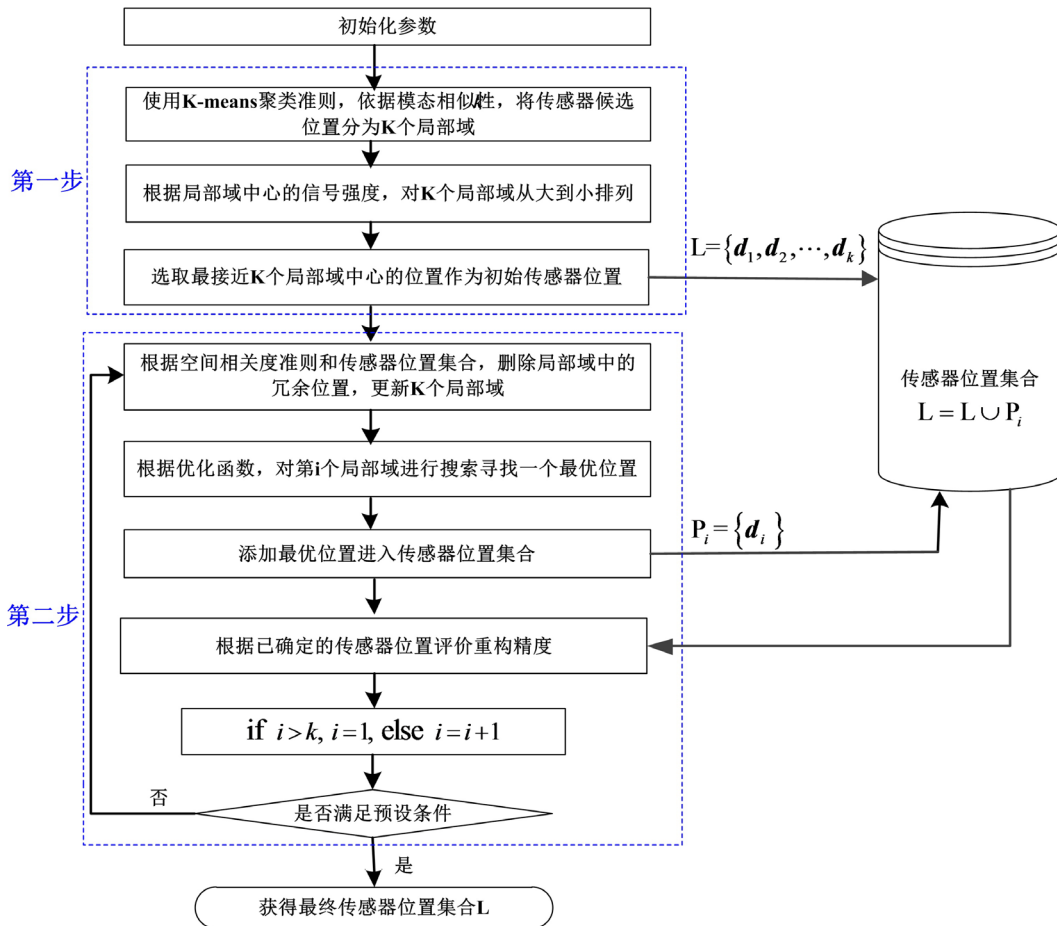 初始化参数
使用K-means聚类准则，依据模态相似性，将传感器候选
位置分为K个局部域
第一步
根据局部域中心的信号强度，对K个局部域从大到小排列
L={d₁,d₂,⋯,dₖ}
选取最接近K个局部域中心的位置作为初始传感器位置
根据空间相关度准则和传感器位置集合，删除局部域中的
冗余位置，更新K个局部域
传感器位置集合
L = L ∪ Pᵢ
根据优化函数，对第i个局部域进行搜索寻找一个最优位置
Pᵢ={dᵢ}
添加最优位置进入传感器位置集合
第二步
根据已确定的传感器位置评价重构精度
if i>k, i=1, else i=i+1
否
是否满足预设条件
是
获得最终传感器位置集合L